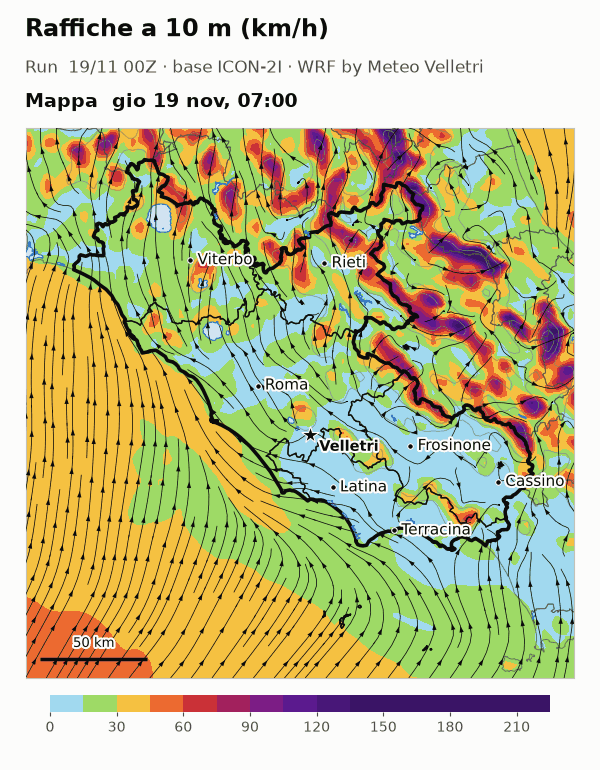 Raffiche a 10 m (km/h)
Run  19/11 00Z · base ICON-2I · WRF by Meteo Velletri
Mappa  gio 19 nov, 07:00
Viterbo
Rieti
Roma
Velletri
Frosinone
Cassino
Latina
Terracina
50 km
0 30 60 90 120 150 180 210